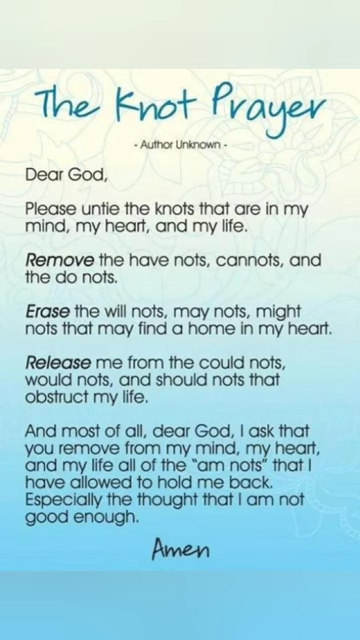 The Knot Prayer
- Author Unknown -
Dear God,
Please untie the knots that are in my
mind, my heart, and my life.
Remove the have nots, cannots, and
the do nots.
Erase the will nots, may nots, might
nots that may find a home in my heart.
Release me from the could nots,
would nots, and should nots that
obstruct my life.
And most of all, dear God, I ask that
you remove from my mind, my heart,
and my life all of the "am nots" that I
have allowed to hold me back.
Especially the thought that I am not
good enough.
Amen